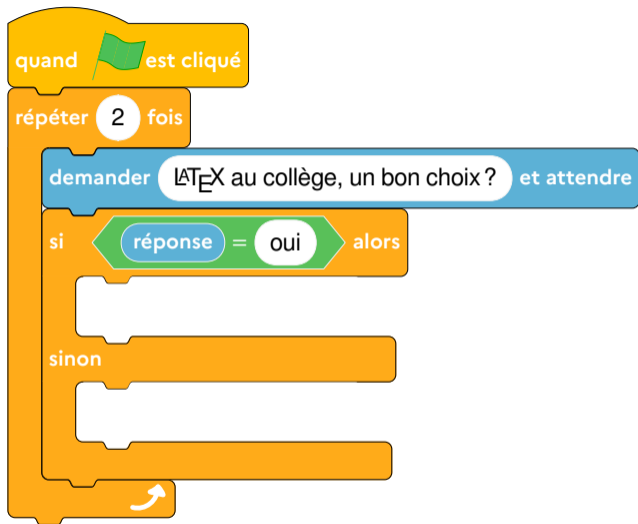 quand est cliqué
répéter 2 fois
demander LATEX au collège, un bon choix ? et attendre
si réponse = oui alors
sinon